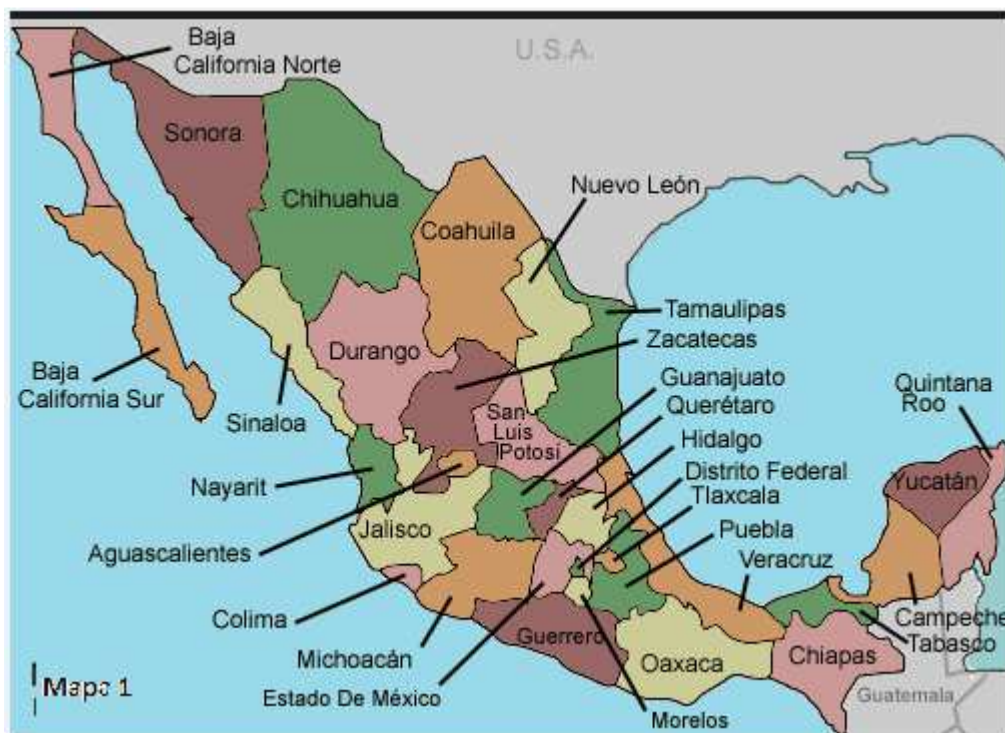 Baja
California Norte
U.S.A.
Sonora
Nuevo León
Chihuahua
Coahuila
Tamaulipas
Zacatecas
Durango
Baja
California Sur
Guanajuato
Quintana
Roo
Querétaro
Sinaloa
San
Luis
Potosi
Hidalgo
Distrito Federal
Yucatán
Nayarit
Tlaxcala
Jalisco
Puebla
Aguascalientes
Veracruz
Colima
Campeche
Guerrero
Tabasco
Michoacán
Oaxaca
Chiapas
Estado De México
Mapa 1
Guatemala
Morelos